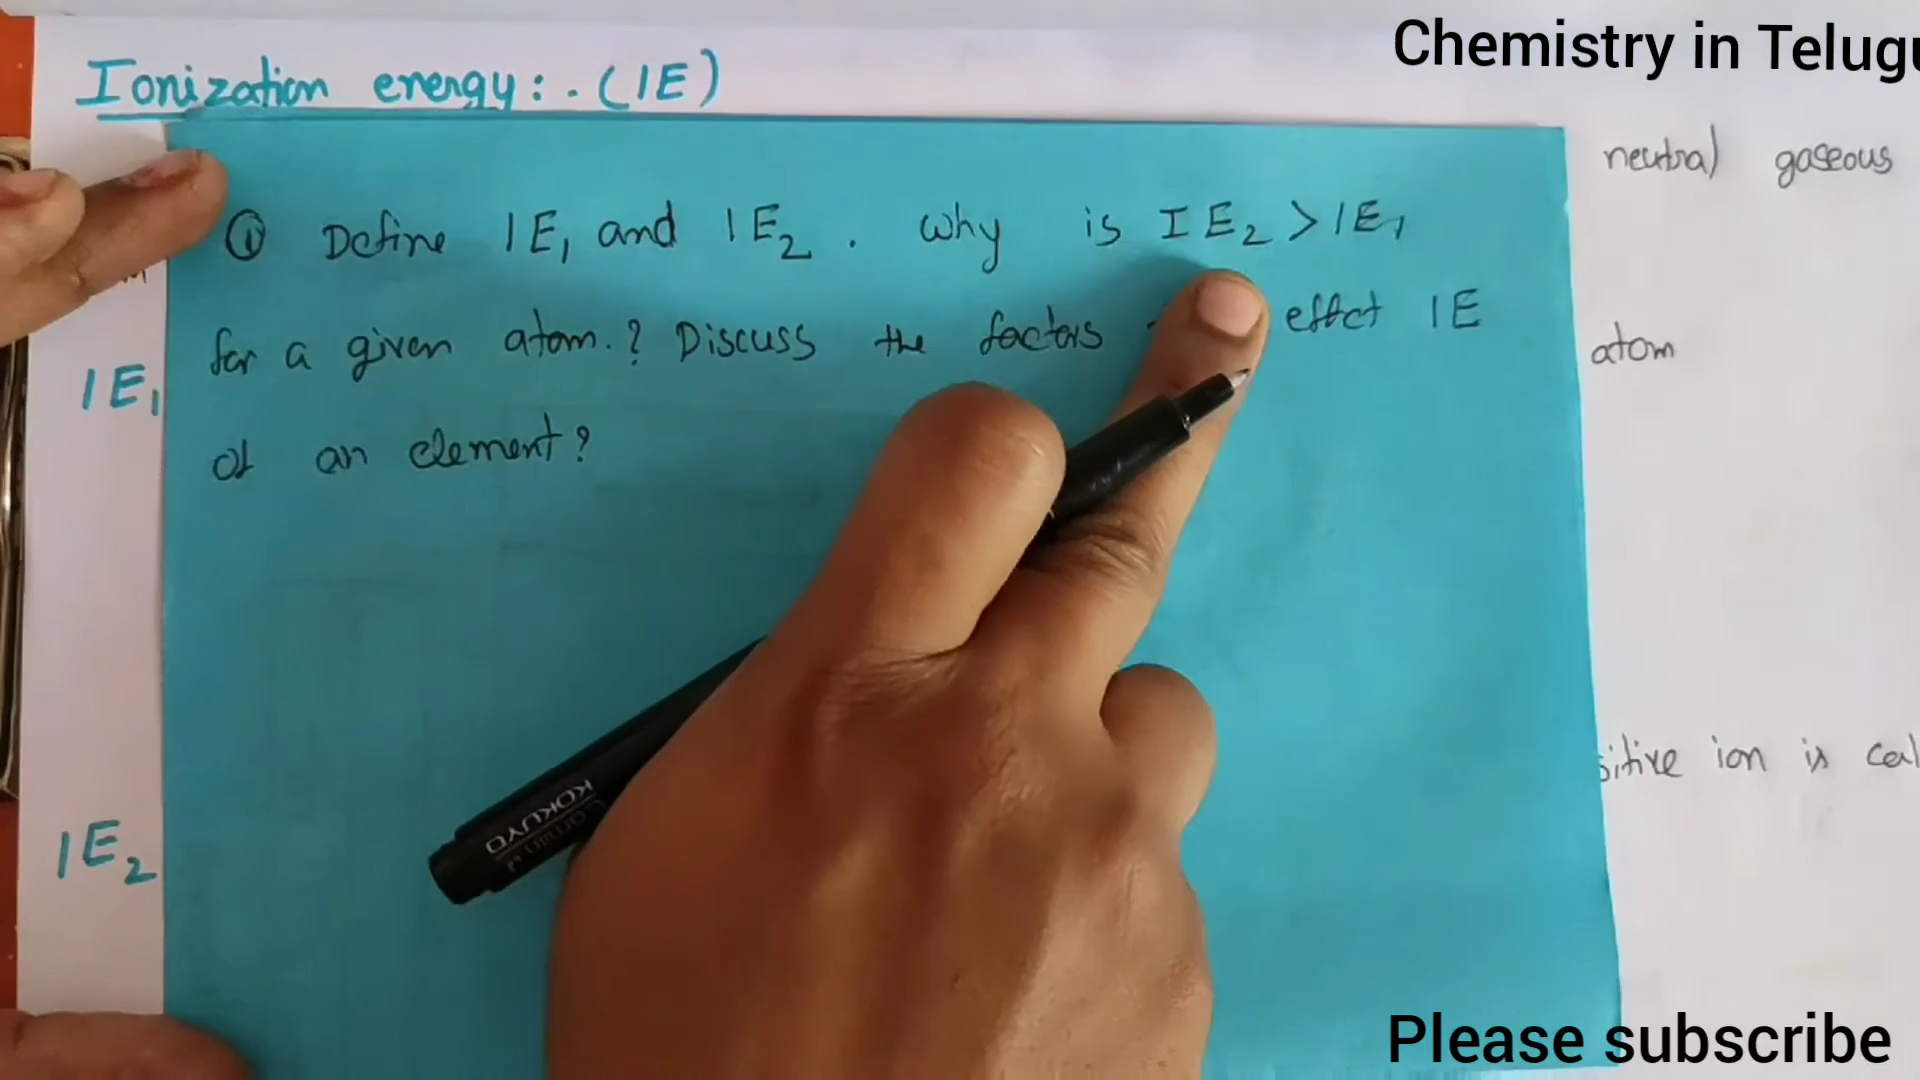 Chemistry in Telugu
Ionization energy:. (IE)
neutral gaseous
① Define IE₁ and IE₂. Why is IE₂ > IE₁
for a given atom.? Discuss the factors effect IE
atom
IE₁
of an element?
sitive ion is cal
IE₂
KOKUYO
Camlin
Please subscribe